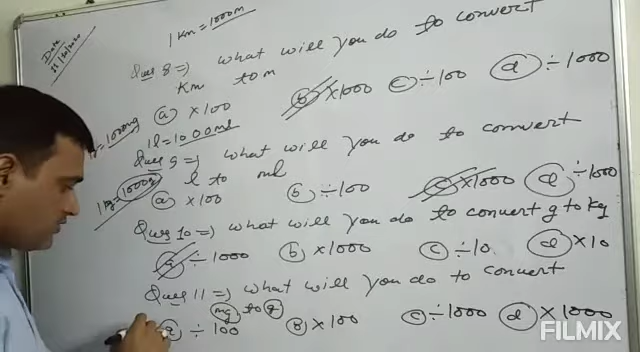 1 Km = 1000m
Date
Ques 8 => what will you do to convert
Km to m
(a) ×100 (b) ×1000 (c) ÷100 (d) ÷1000
= 1000mg
1l = 1000ml
Ques 9 => what will you do to convert
l to ml
1 kg = 1000g
(a) ×100 (b) ÷100 (c) ×1000 (d) ÷1000
Ques 10 => what will you do to convert g to Kg
(a) ÷1000 (b) ×1000 (c) ÷10 (d) ×10
Ques 11 => what will you do to convert
mg to g
(a) ÷100 (b) ×100 (c) ÷1000 (d) ×1000
FILMIX